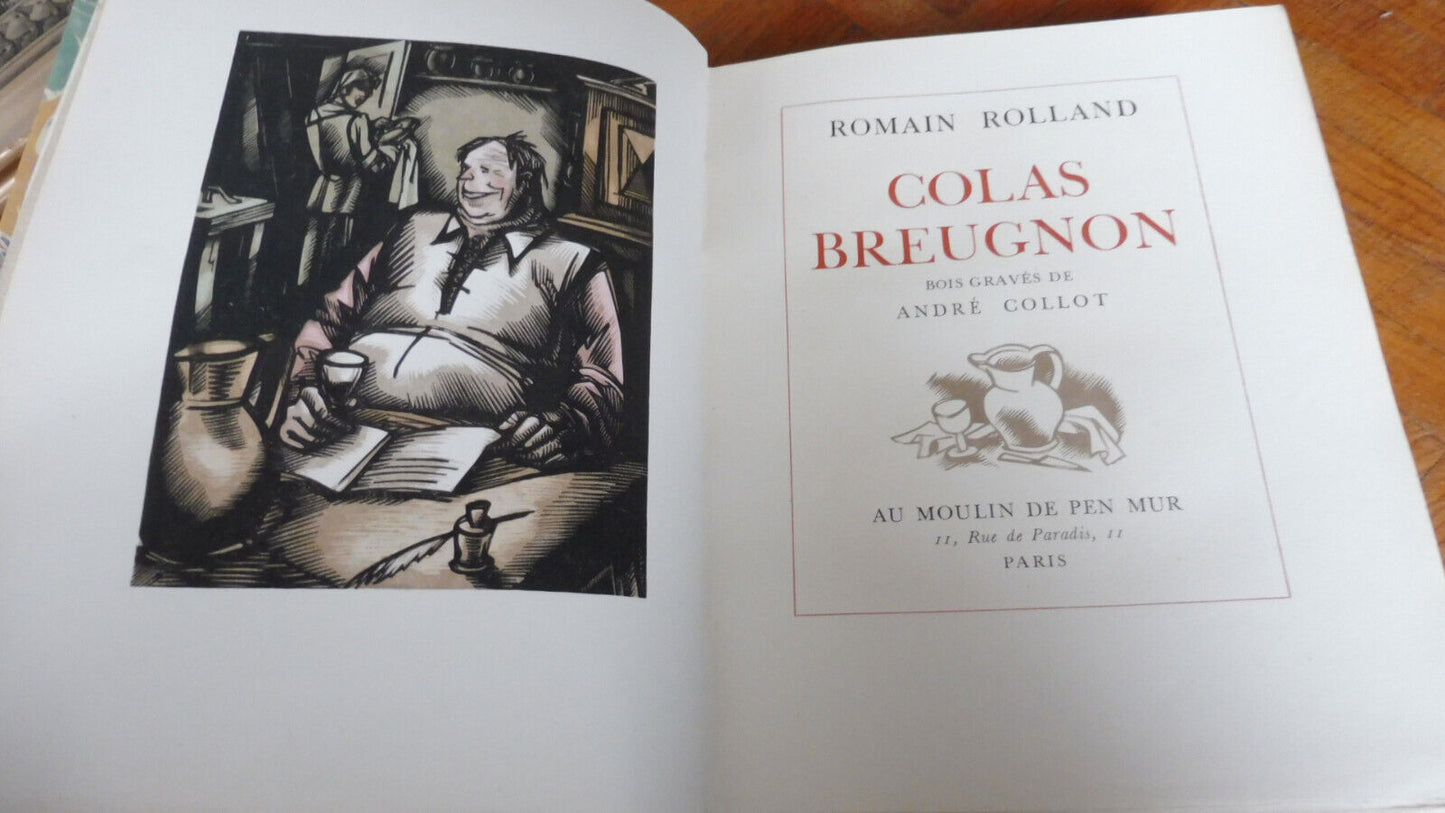 ROMAIN ROLLAND
COLAS
BREUGNON
BOIS GRAVÉS DE
ANDRÉ COLLOT
AU MOULIN DE PEN MUR
11, Rue de Paradis, 11
PARIS